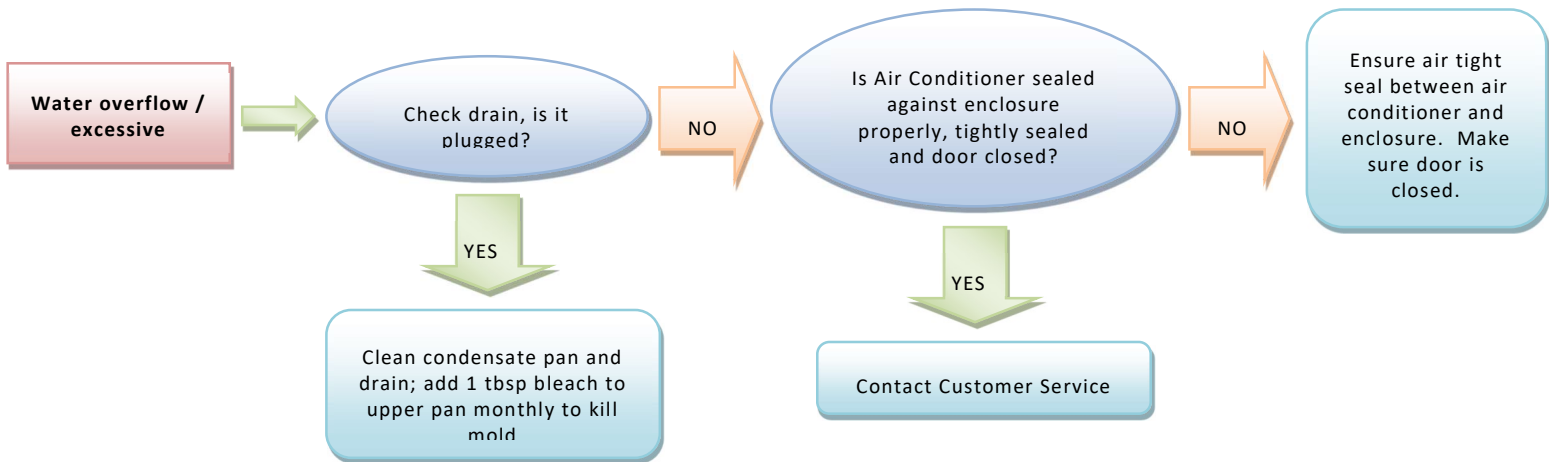 Water overflow /
excessive
Check drain, is it
plugged?
NO
Is Air Conditioner sealed
against enclosure
properly, tightly sealed
and door closed?
NO
Ensure air tight
seal between air
conditioner and
enclosure. Make
sure door is
closed.
YES
Clean condensate pan and
drain; add 1 tbsp bleach to
upper pan monthly to kill
mold
YES
Contact Customer Service